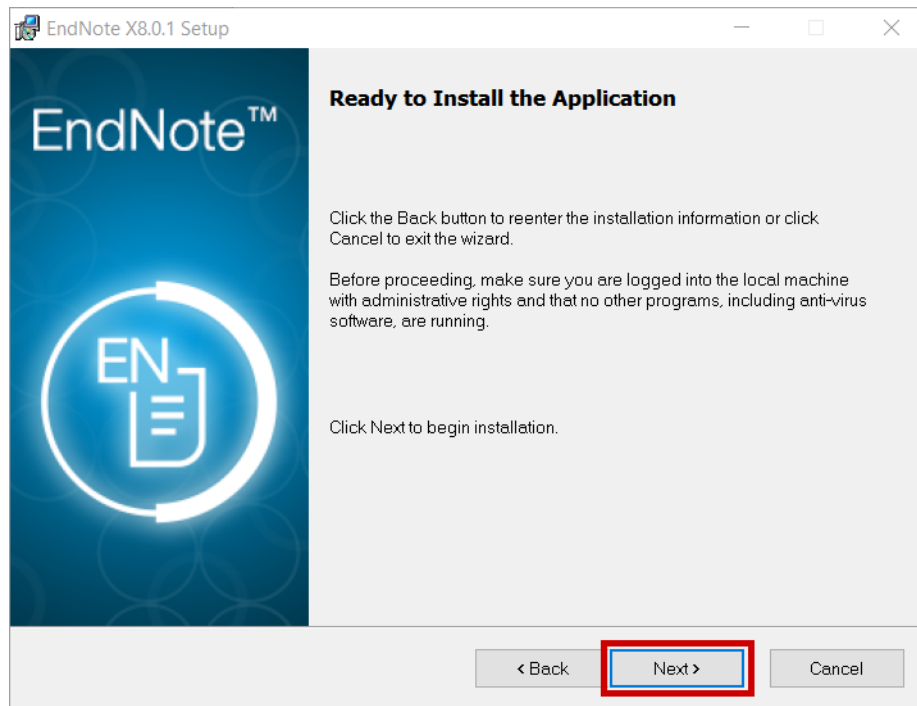 EndNote X8.0.1 Setup
EndNote™
Ready to Install the Application
Click the Back button to reenter the installation information or click
Cancel to exit the wizard.
Before proceeding, make sure you are logged into the local machine
with administrative rights and that no other programs, including anti-virus
software, are running.
EN
Click Next to begin installation.
< Back
Next >
Cancel